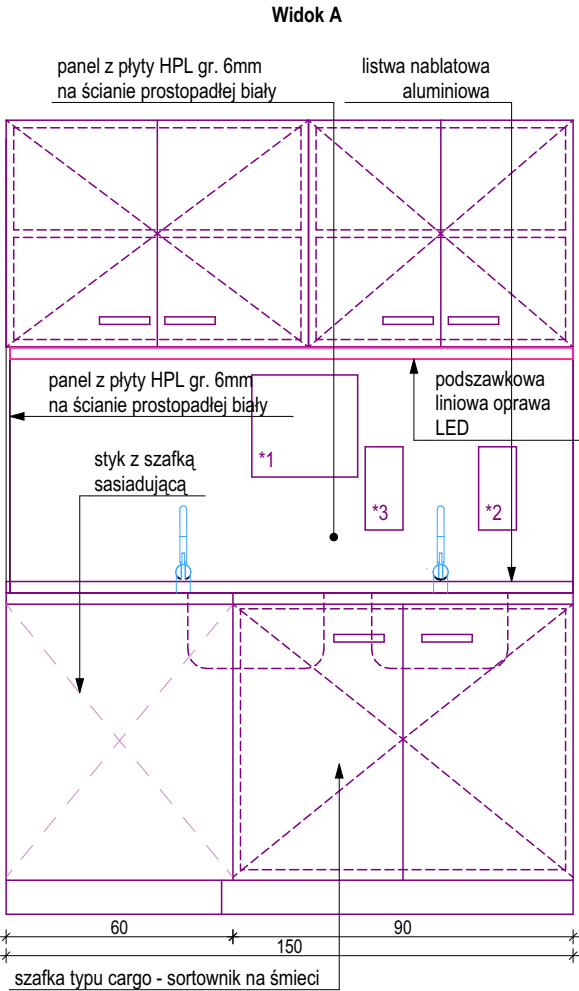 Widok A
panel z płyty HPL gr. 6mm
na ścianie prostopadłej biały
listwa nablatowa
aluminiowa
panel z płyty HPL gr. 6mm
na ścianie prostopadłej biały
podszawkowa
liniowa oprawa
LED
*1
*3
*2
styk z szafką
sasiadującą
60
90
150
szafka typu cargo - sortownik na śmieci